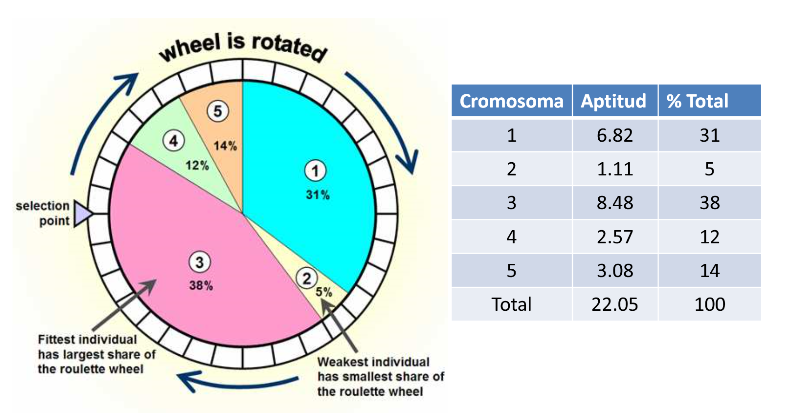 wheel is rotated
5
14%
4
12%
1
31%
selection
point
3
38%
2
5%
Fittest individual
has largest share of
the roulette wheel
Weakest individual
has smallest share of
the roulette wheel
Cromosoma Aptitud % Total
1 6.82 31
2 1.11 5
3 8.48 38
4 2.57 12
5 3.08 14
Total 22.05 100